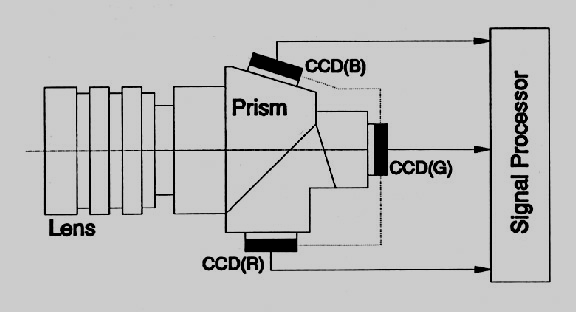 CCD(B)
Prism
CCD(G)
Lens
CCD(R)
Signal Processor